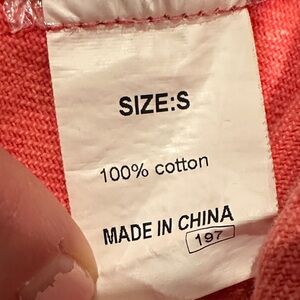 SIZE:S
100% cotton
MADE IN CHINA
197